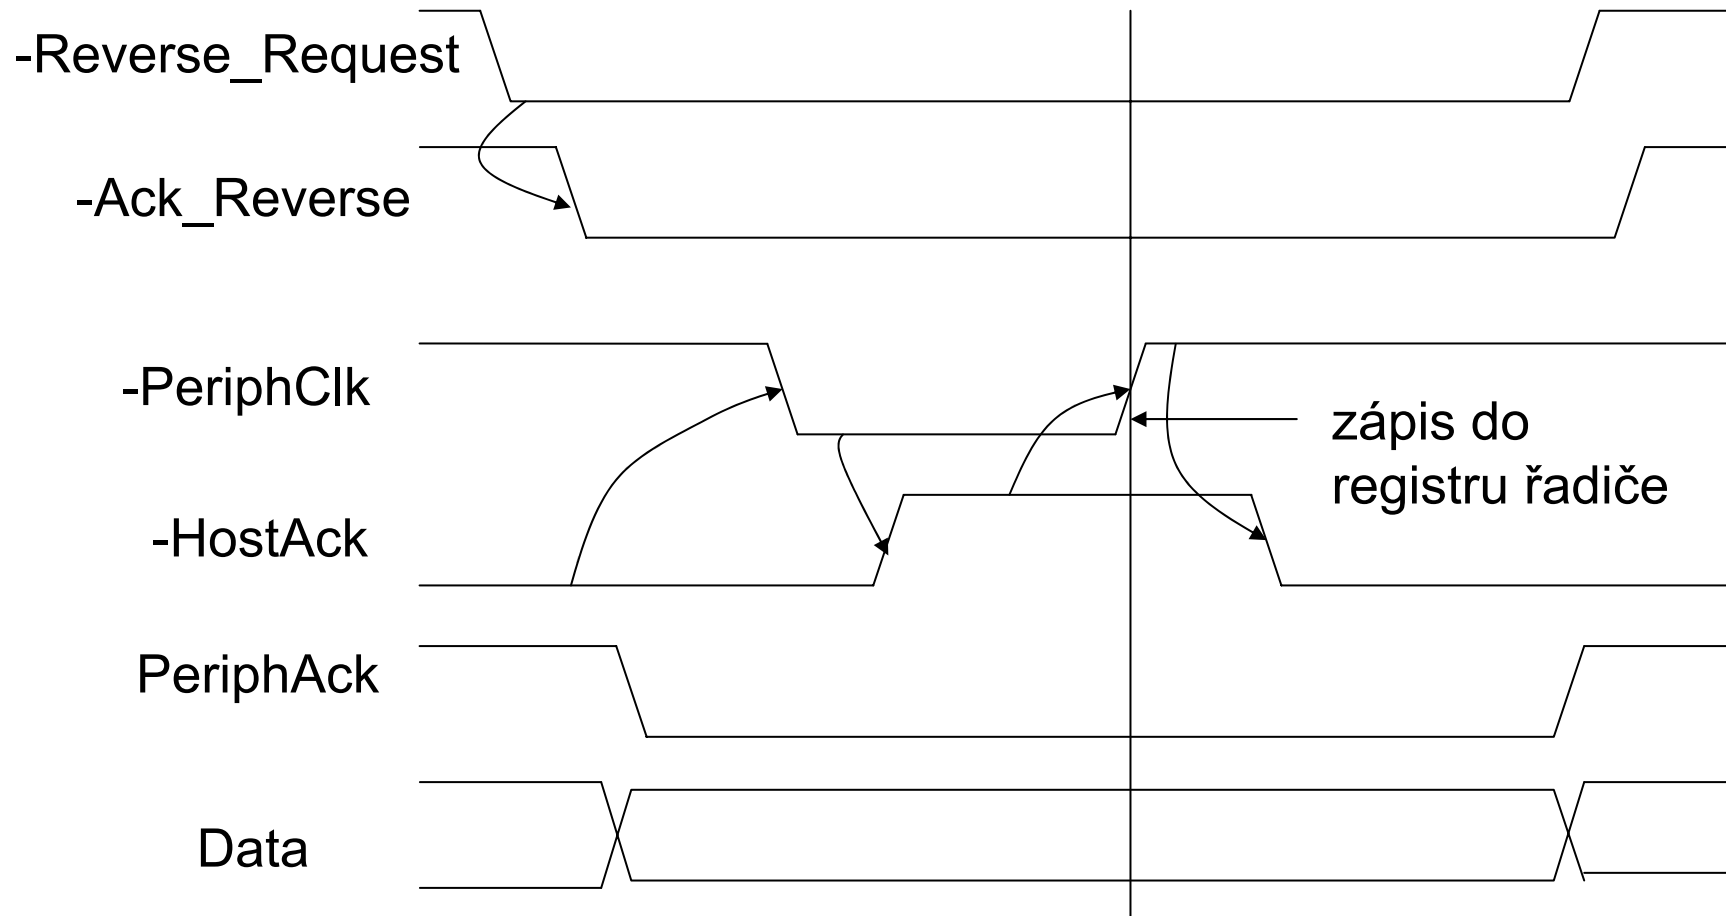 -Reverse_Request
-Ack_Reverse
-PeriphClk
zápis do
registru řadiče
-HostAck
PeriphAck
Data